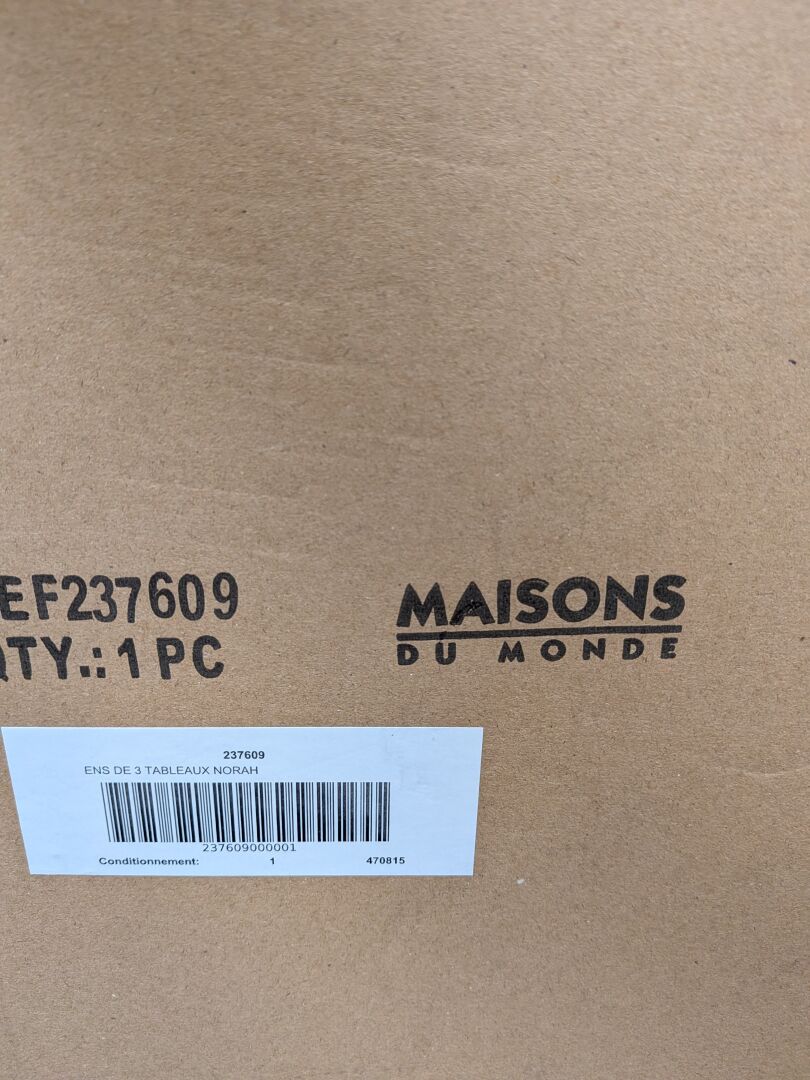 EF237609
QTY.: 1 PC
MAISONS
DU MONDE
237609
ENS DE 3 TABLEAUX NORAH
237609000001
Conditionnement: 1 470815